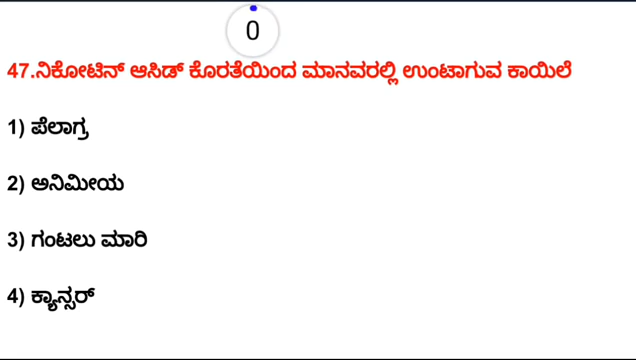 0
47.ನಿಕೋಟಿನ್ ಆಸಿಡ್ ಕೊರತೆಯಿಂದ ಮಾನವರಲ್ಲಿ ಉಂಟಾಗುವ ಕಾಯಿಲೆ
1) ಪೆಲಾಗ್ರ
2) ಅನಿಮೀಯ
3) ಗಂಟಲು ಮಾರಿ
4) ಕ್ಯಾನ್ಸರ್